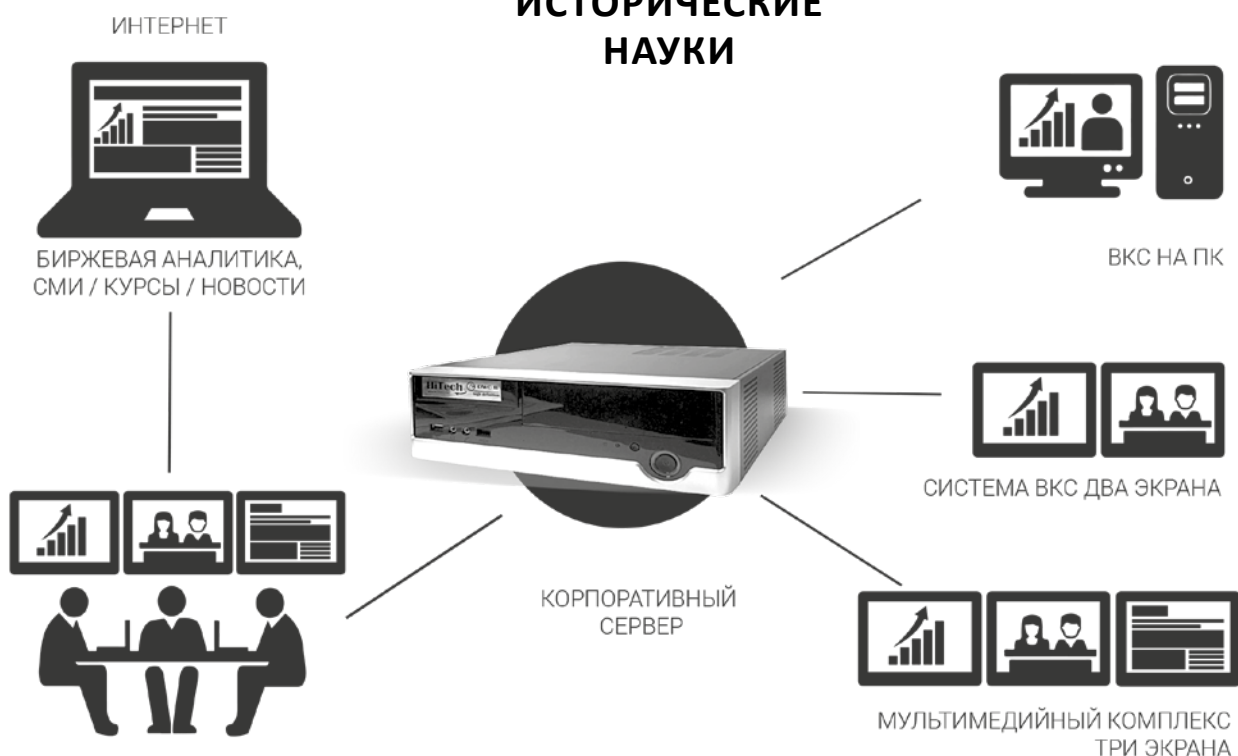 ИСТОРИЧЕСКИЕ
НАУКИ
ИНТЕРНЕТ
БИРЖЕВАЯ АНАЛИТИКА,
СМИ / КУРСЫ / НОВОСТИ
ВКС НА ПК
HiTech
СИСТЕМА ВКС ДВА ЭКРАНА
КОРПОРАТИВНЫЙ
СЕРВЕР
МУЛЬТИМЕДИЙНЫЙ КОМПЛЕКС
ТРИ ЭКРАНА